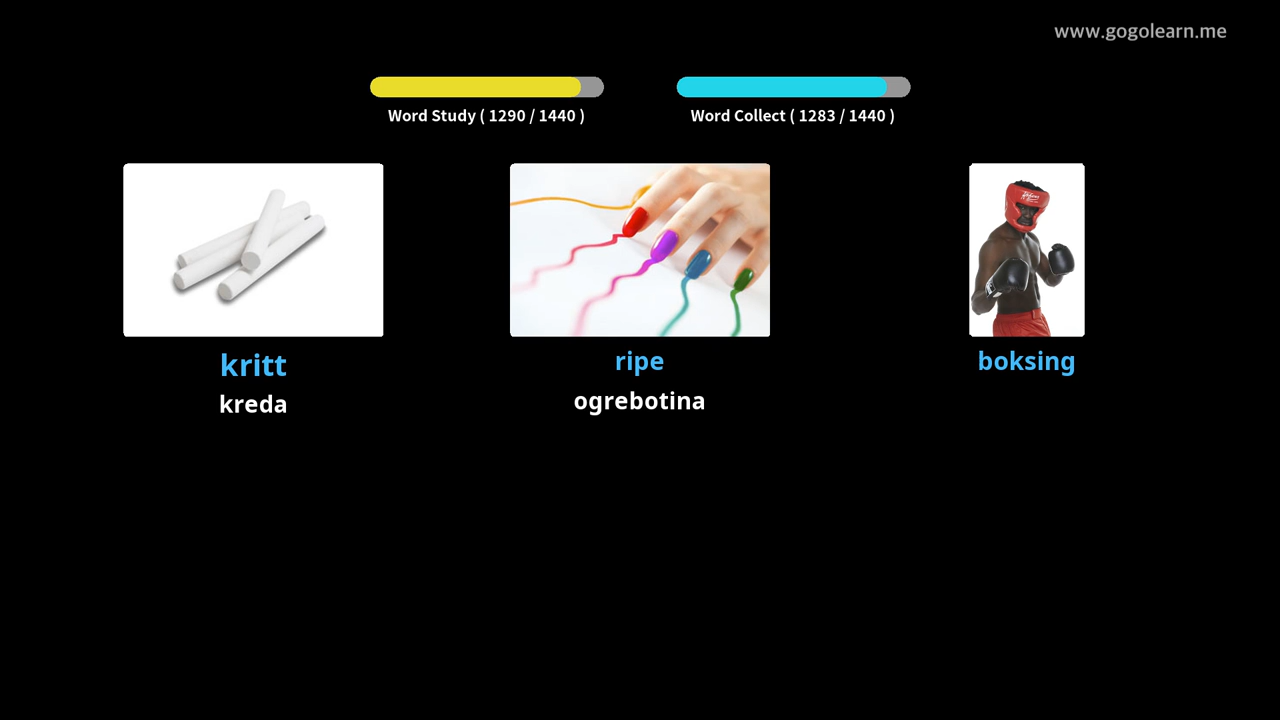 www.gogolearn.me
Word Study ( 1290 / 1440 )
Word Collect ( 1283 / 1440 )
kritt
ripe
boksing
kreda
ogrebotina